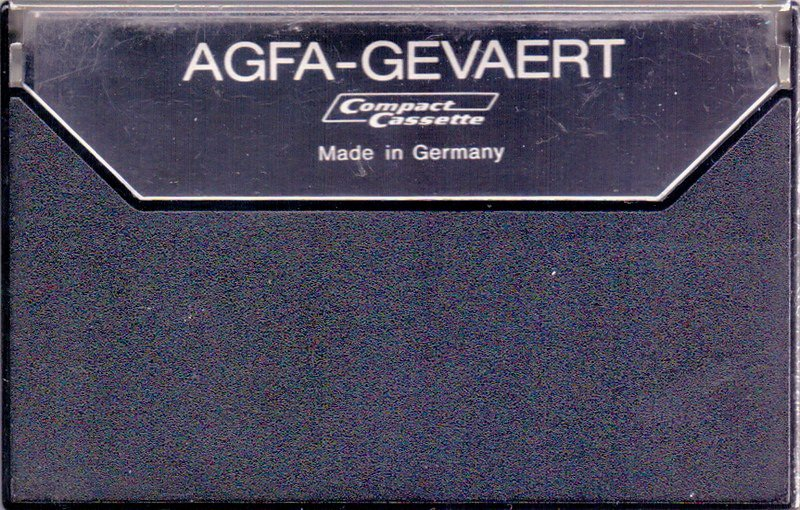 AGFA-GEVAERT
Compact
Cassette
Made in Germany